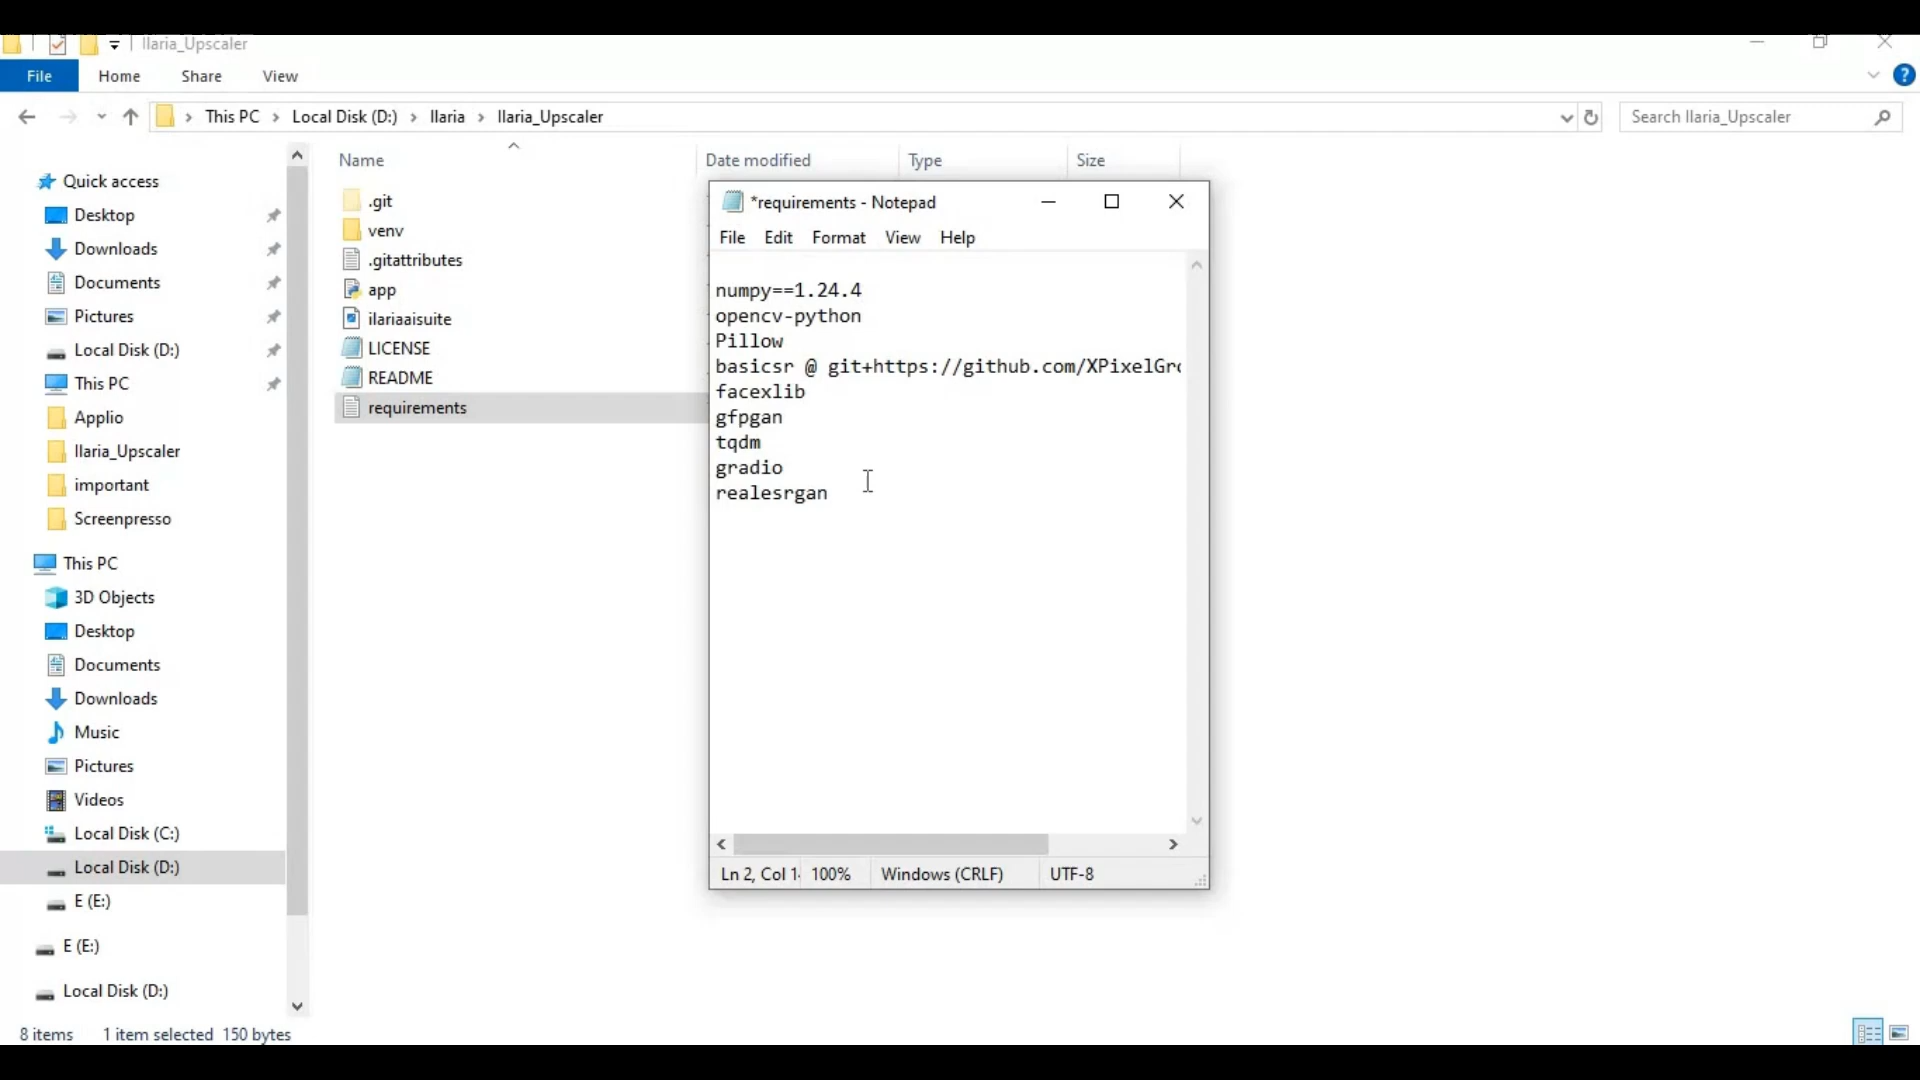 Ilaria_Upscaler
File Home Share View
This PC Local Disk (D:) Ilaria Ilaria_Upscaler
Search Ilaria_Upscaler
Quick access
Desktop
Downloads
Documents
Pictures
Local Disk (D:)
This PC
Applio
Ilaria_Upscaler
important
Screenpresso
This PC
3D Objects
Desktop
Documents
Downloads
Music
Pictures
Videos
Local Disk (C:)
Local Disk (D:)
E (E:)
E (E:)
Local Disk (D:)
Name Date modified Type Size
.git
venv
.gitattributes
app
ilariaaisuite
LICENSE
README
requirements
*requirements - Notepad
File Edit Format View Help
numpy==1.24.4
opencv-python
Pillow
basicsr @ git+https://github.com/XPixelGro
facexlib
gfpgan
tqdm
gradio
realesrgan
Ln 2, Col 1 100% Windows (CRLF) UTF-8
8 items 1 item selected 150 bytes